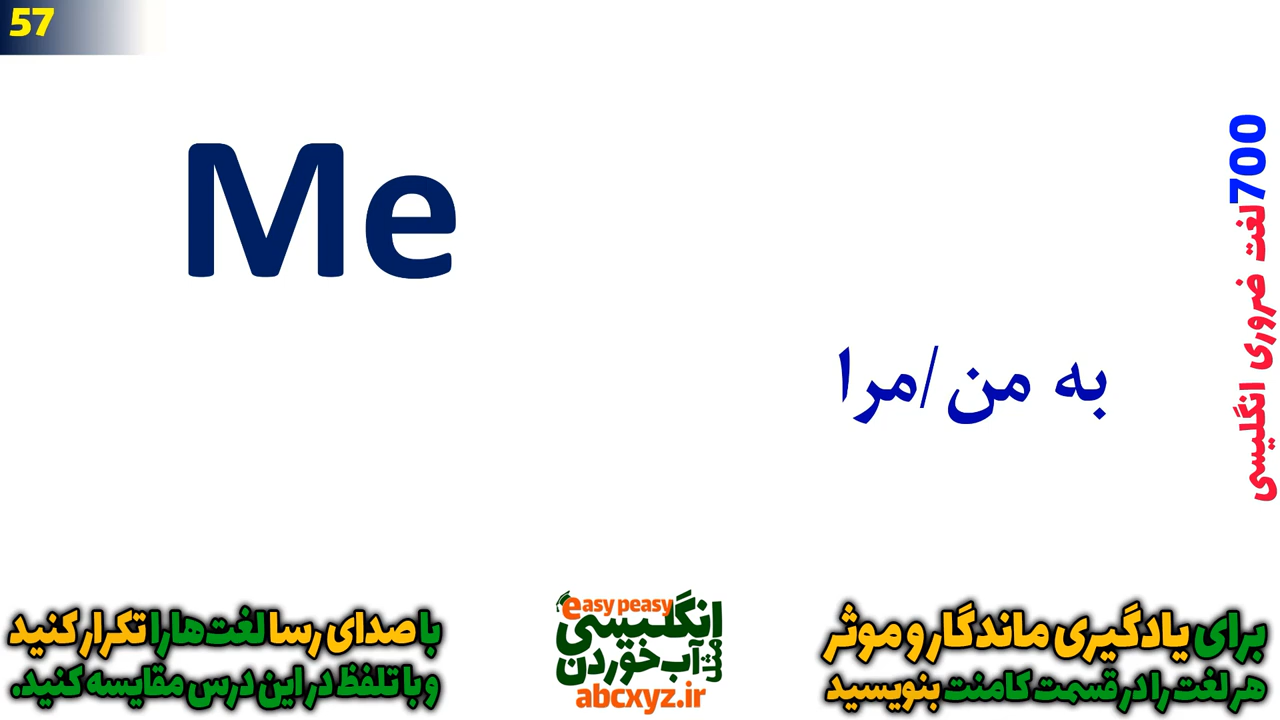 57
Me
به من/مرا
700 لغت ضروری انگلیسی
با صدای رسا لغت‌ها را تکرار کنید
و با تلفظ در این درس مقایسه کنید.
easy peasy
انگلیسی
مثل آب خوردن
abcxyz.ir
برای یادگیری ماندگار و موثر
هر لغت را در قسمت کامنت بنویسید